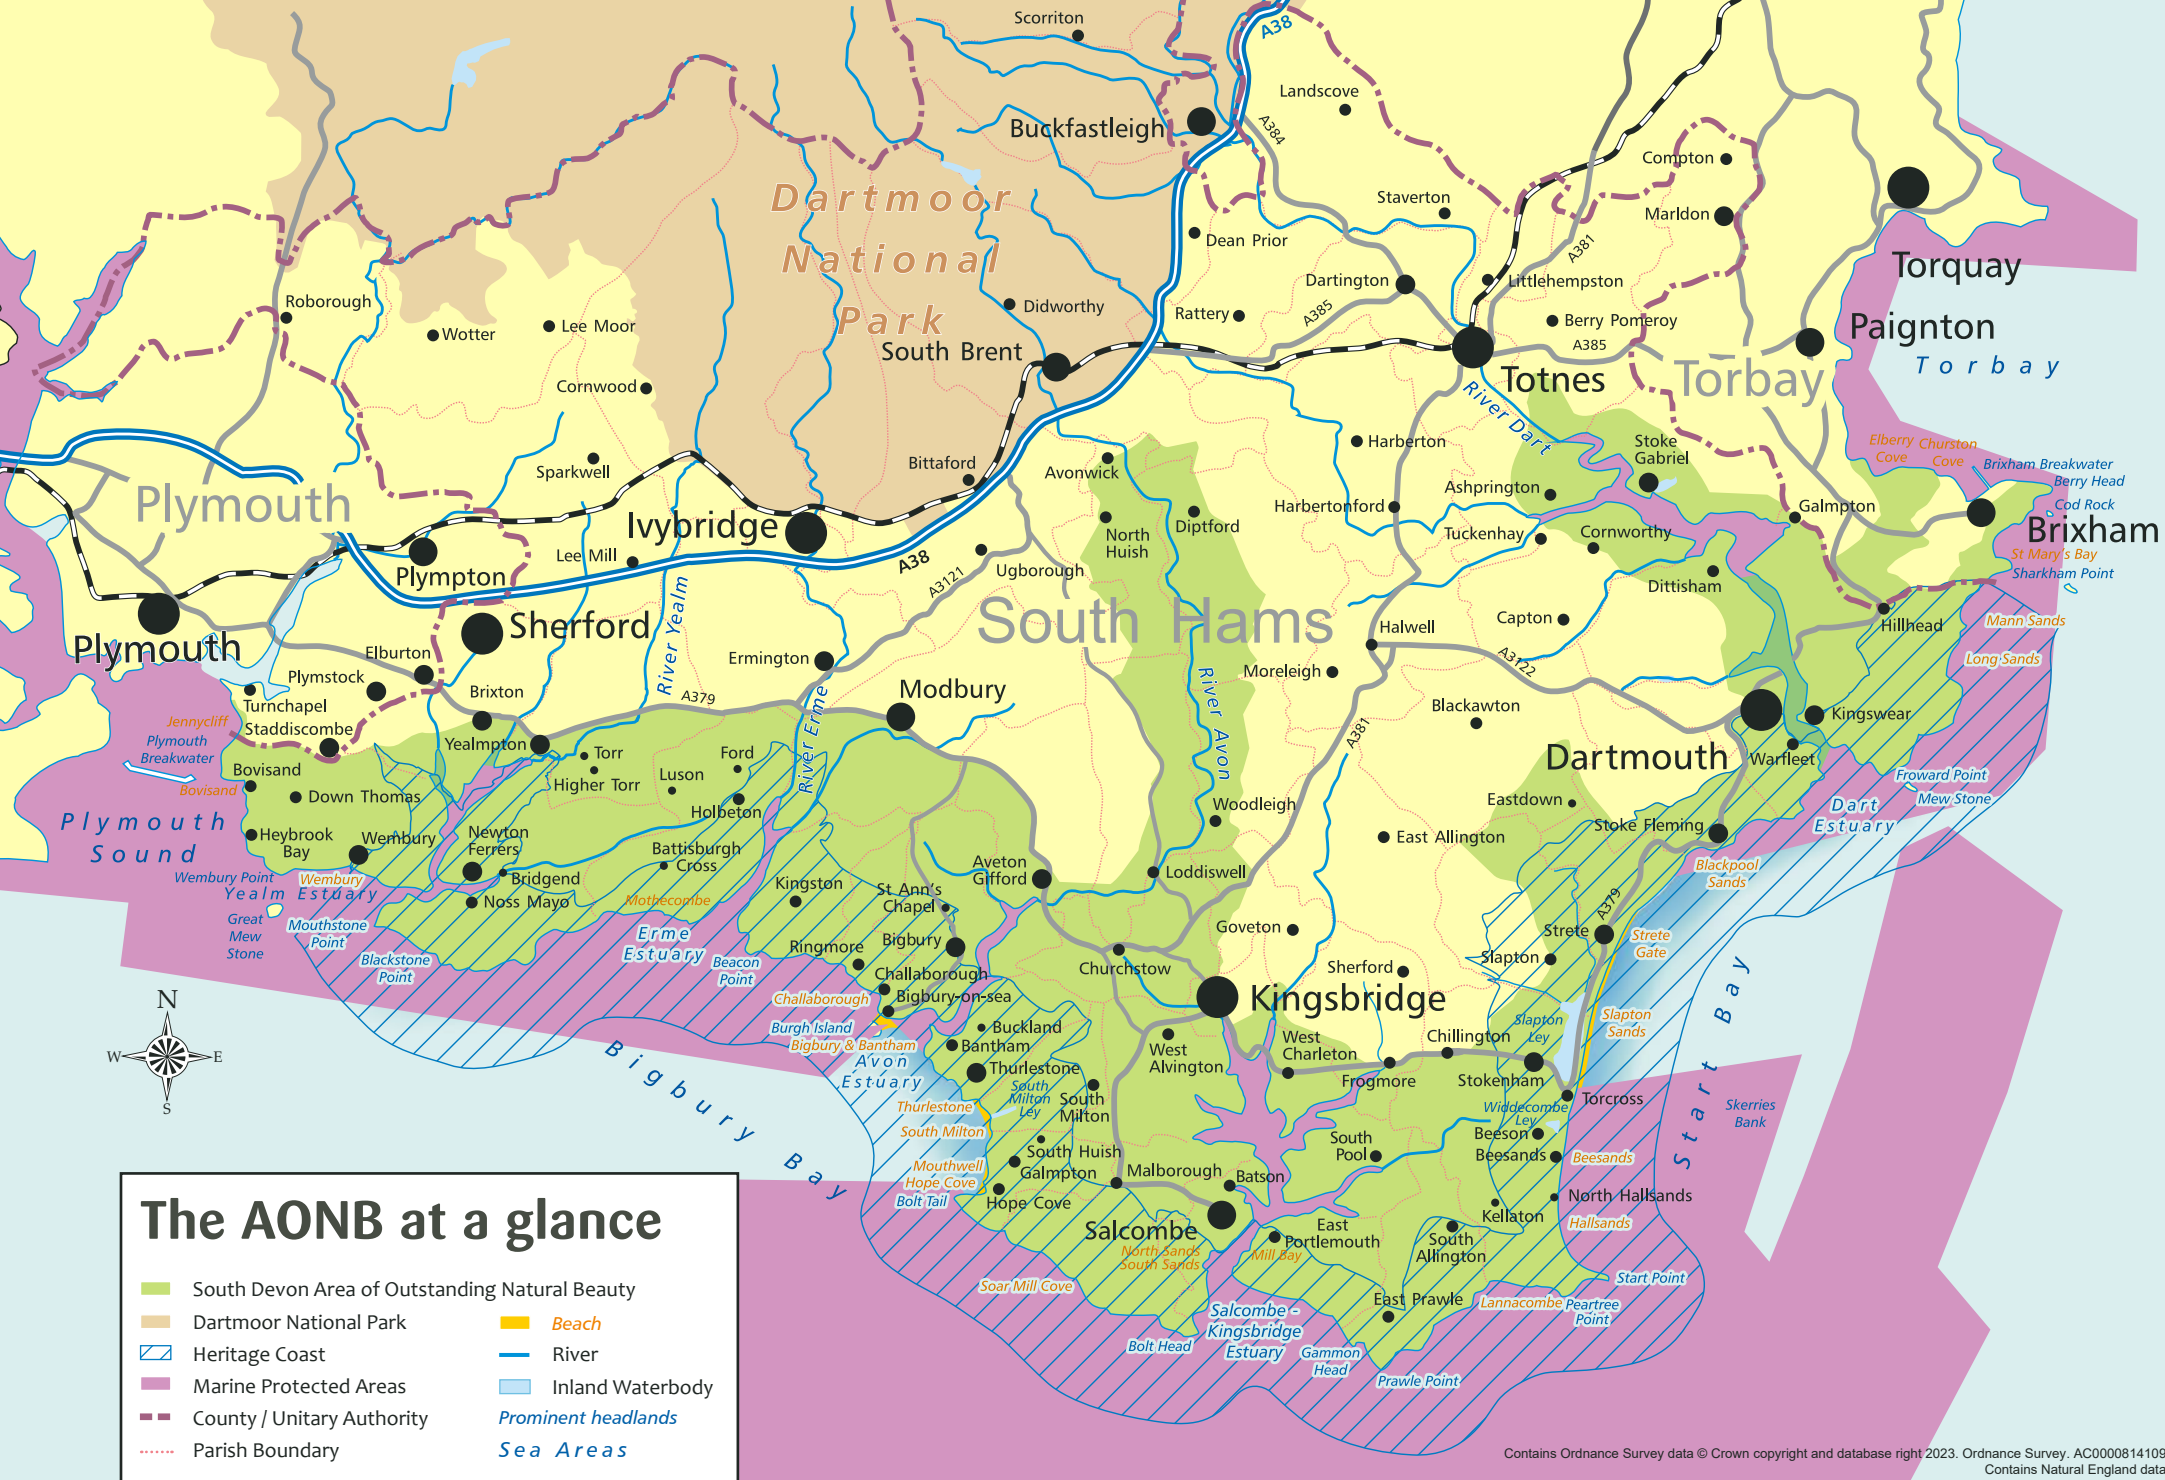 Scorriton
A38
Landscove
Buckfastleigh
A384
Compton
Dartmoor
National
Park
Staverton
Marldon
Dean Prior
A381
Torquay
Roborough
Didworthy
Dartington
Littlehempston
Wotter
Lee Moor
Rattery
A385
Berry Pomeroy
Paignton
South Brent
A385
Torbay
Cornwood
Totnes
Torbay
River Dart
Harberton
Stoke
Gabriel
Elberry
Cove
Churston
Cove
Sparkwell
Bittaford
Avonwick
Brixham Breakwater
Berry Head
Plymouth
Ashprington
Harbertonford
Galmpton
Cod Rock
Ivybridge
North
Huish
Diptford
Tuckenhay
Cornworthy
Brixham
St Mary's Bay
Lee Mill
A38
Ugborough
Plympton
A3121
Dittisham
Sharkham Point
Sherford
South Hams
Capton
Halwell
Hillhead
Mann Sands
Plymouth
Elburton
River Yealm
Ermington
Moreleigh
A3122
Long Sands
Plymstock
Brixton
A379
Modbury
River Avon
Turnchapel
Blackawton
Kingswear
Jennycliff
Staddiscombe
River Erme
A381
Plymouth
Breakwater
Yealmpton
Torr
Ford
Dartmouth
Warfleet
Bovisand
Luson
Froward Point
Bovisand
Higher Torr
Down Thomas
Holbeton
Woodleigh
Eastdown
Mew Stone
Dart
Estuary
Plymouth
Sound
Heybrook
Bay
Wembury
Newton
Ferrers
East Allington
Stoke Fleming
Battisburgh
Cross
Aveton
Gifford
Blackpool
Sands
Wembury Point
Wembury
Bridgend
Kingston
St Ann's
Chapel
Loddiswell
Yealm Estuary
Noss Mayo
Mothecombe
A379
Great
Mew
Stone
Mouthstone
Point
Erme
Estuary
Bigbury
Goveton
Strete
Strete
Gate
Ringmore
Blackstone
Point
Beacon
Point
Challaborough
Churchstow
Sherford
Slapton
Challaborough
Bigbury-on-sea
Kingsbridge
Start Bay
N
W
E
S
Burgh Island
Buckland
Slapton
Ley
Slapton
Sands
Bigbury & Bantham
Bantham
West
Alvington
West
Charleton
Chillington
Bigbury Bay
Avon
Estuary
Thurlestone
Frogmore
Stokenham
South
Milton
Ley
South
Milton
Torcross
Thurlestone
Widdecombe
Ley
Skerries
Bank
South Milton
Beeson
South Huish
South
Pool
Beesands
Beesands
Mouthwell
Hope Cove
Galmpton
Malborough
Batson
Bolt Tail
Hope Cove
North Hallsands
Kellaton
Salcombe
East
Portlemouth
South
Allington
Hallsands
North Sands
South Sands
Mill Bay
Soar Mill Cove
Start Point
East Prawle
Lannacombe
Peartree
Point
Salcombe -
Kingsbridge
Estuary
Bolt Head
Gammon
Head
Prawle Point
The AONB at a glance
South Devon Area of Outstanding Natural Beauty
Dartmoor National Park
Beach
Heritage Coast
River
Marine Protected Areas
Inland Waterbody
County / Unitary Authority
Prominent headlands
Parish Boundary
Sea Areas
Contains Ordnance Survey data © Crown copyright and database right 2023. Ordnance Survey. AC0000814109
Contains Natural England data